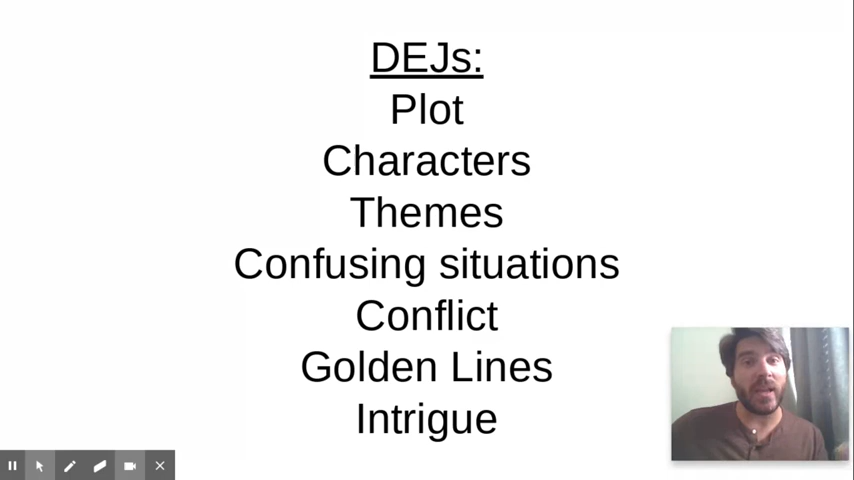 DEJs:
Plot
Characters
Themes
Confusing situations
Conflict
Golden Lines
Intrigue